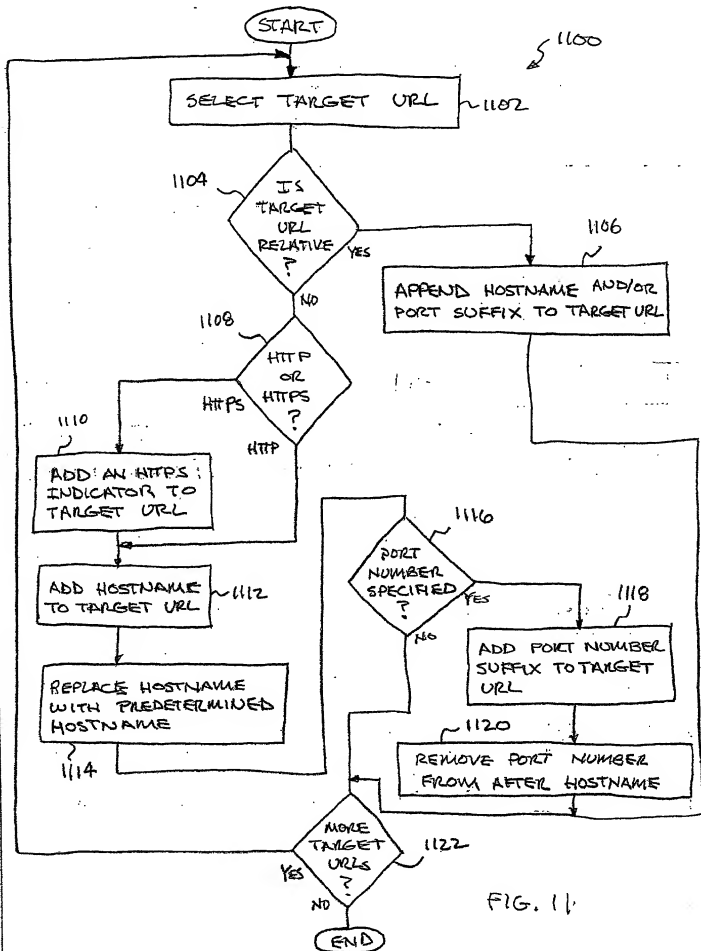 START
1100
SELECT TARGET URL
1102
1104
IS
TARGET
URL
RELATIVE
?
YES
NO
1106
APPEND HOSTNAME AND/OR
PORT SUFFIX TO TARGET URL
1108
HTTP
OR
HTTPS
?
HTTPS
HTTP
1110
ADD AN HTTPS
INDICATOR TO
TARGET URL
ADD HOSTNAME
TO TARGET URL
1112
REPLACE HOSTNAME
WITH PREDETERMINED
HOSTNAME
1114
1116
PORT
NUMBER
SPECIFIED
?
YES
NO
1118
ADD PORT NUMBER
SUFFIX TO TARGET
URL
1120
REMOVE PORT NUMBER
FROM AFTER HOSTNAME
MORE
TARGET
URLS
?
1122
YES
NO
END
FIG. 11